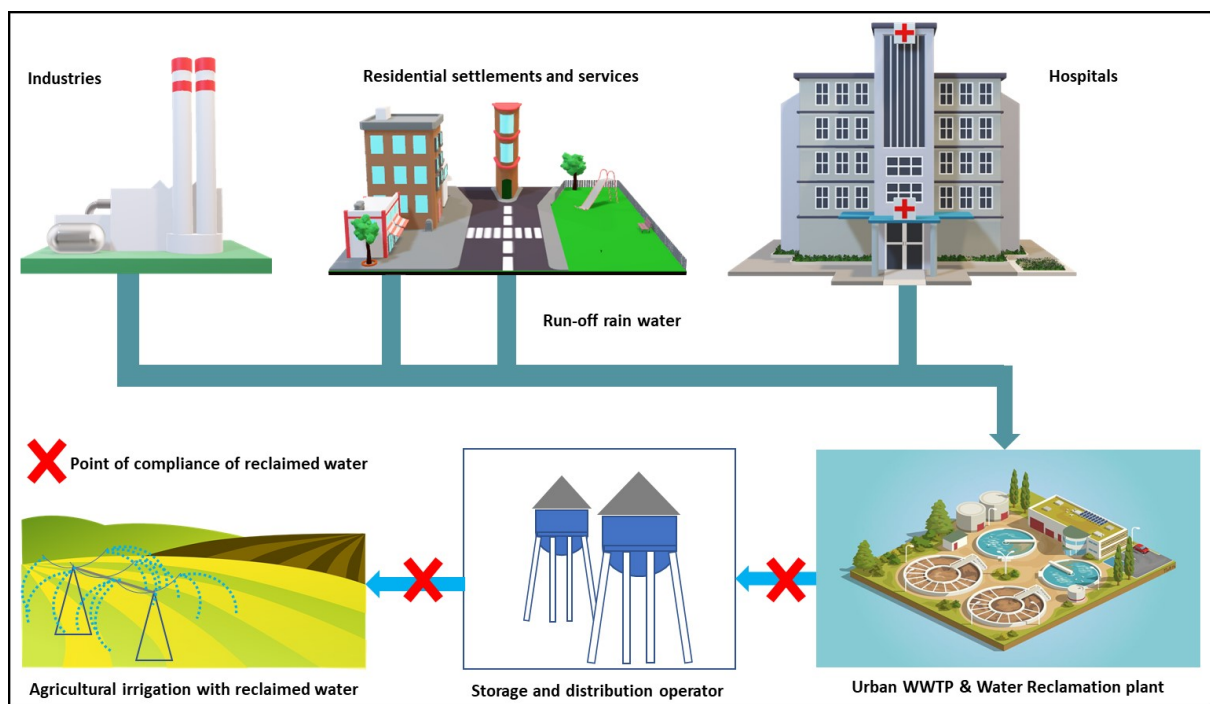 Industries
Residential settlements and services
Hospitals
Run-off rain water
Point of compliance of reclaimed water
Agricultural irrigation with reclaimed water
Storage and distribution operator
Urban WWTP & Water Reclamation plant